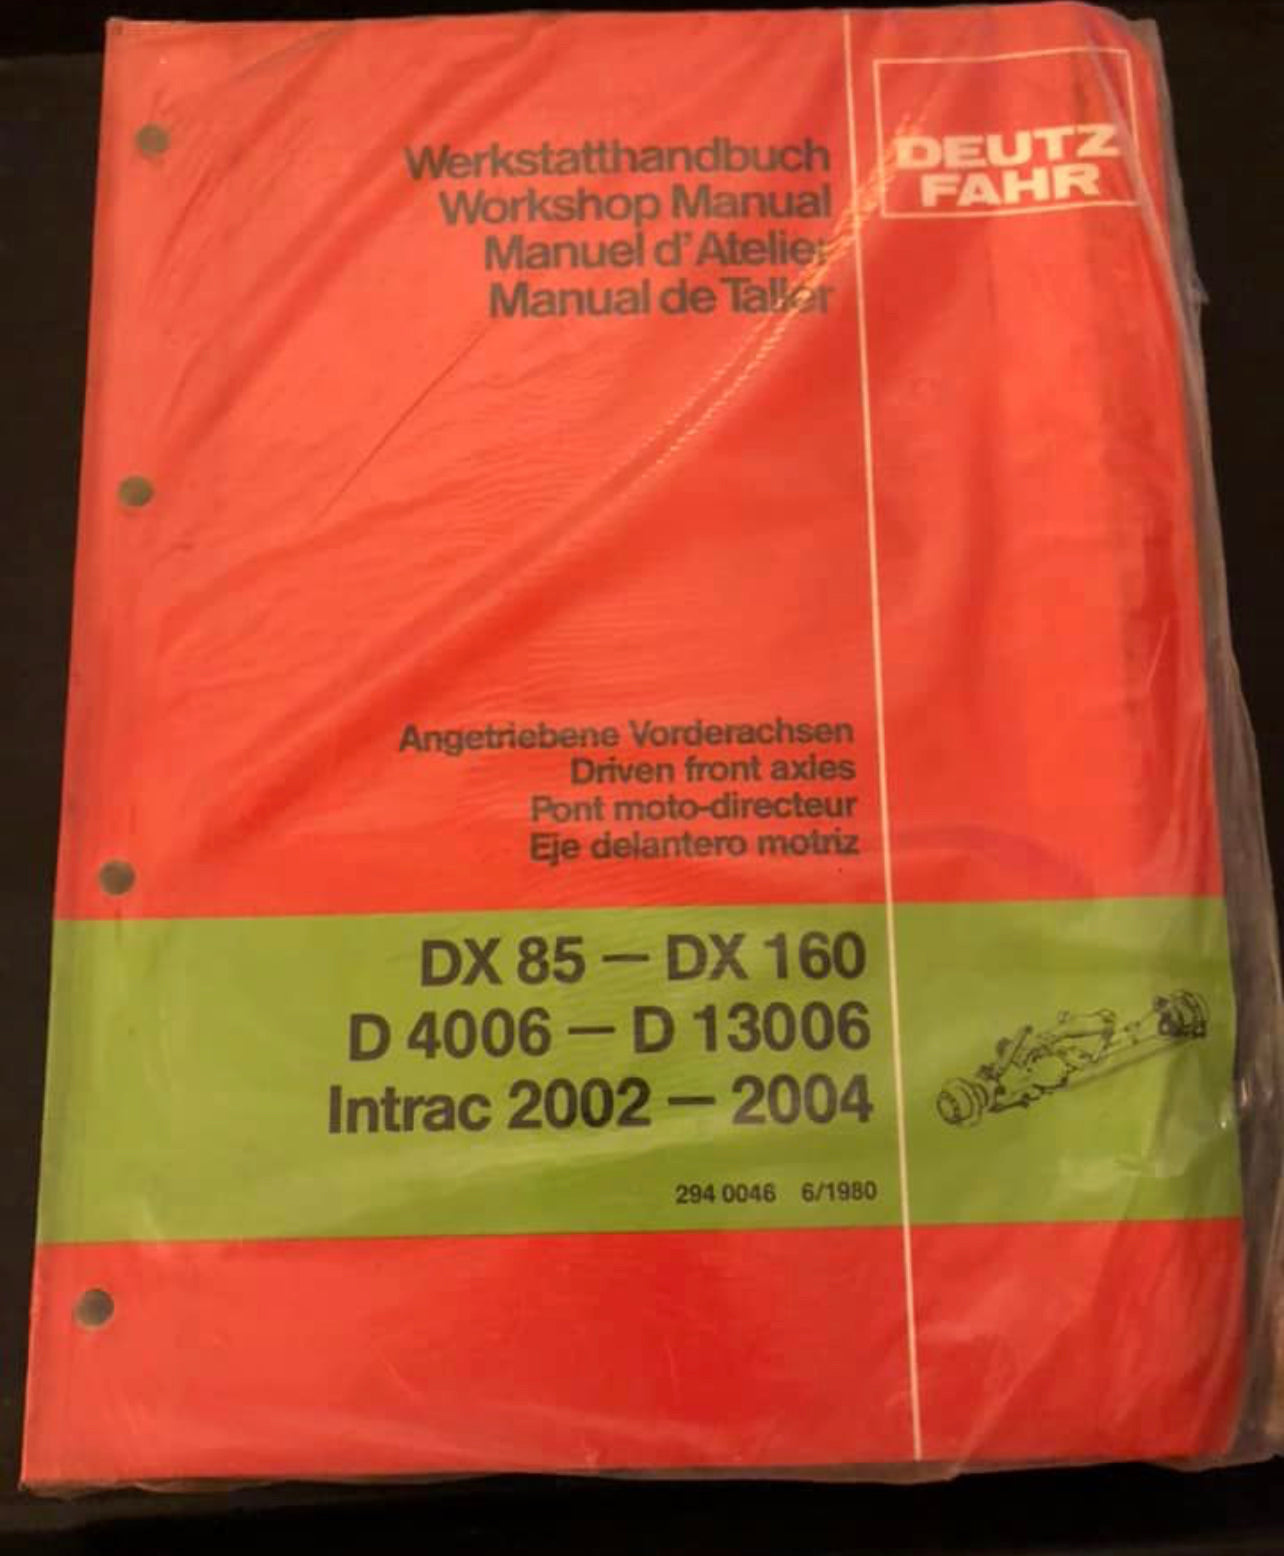 DEUTZ
FAHR
Werkstatthandbuch
Workshop Manual
Manuel d'Atelier
Manual de Taller
Angetriebene Vorderachsen
Driven front axles
Pont moto-directeur
Eje delantero motriz
DX 85 — DX 160
D 4006 — D 13006
Intrac 2002 — 2004
294 0046 6/1980